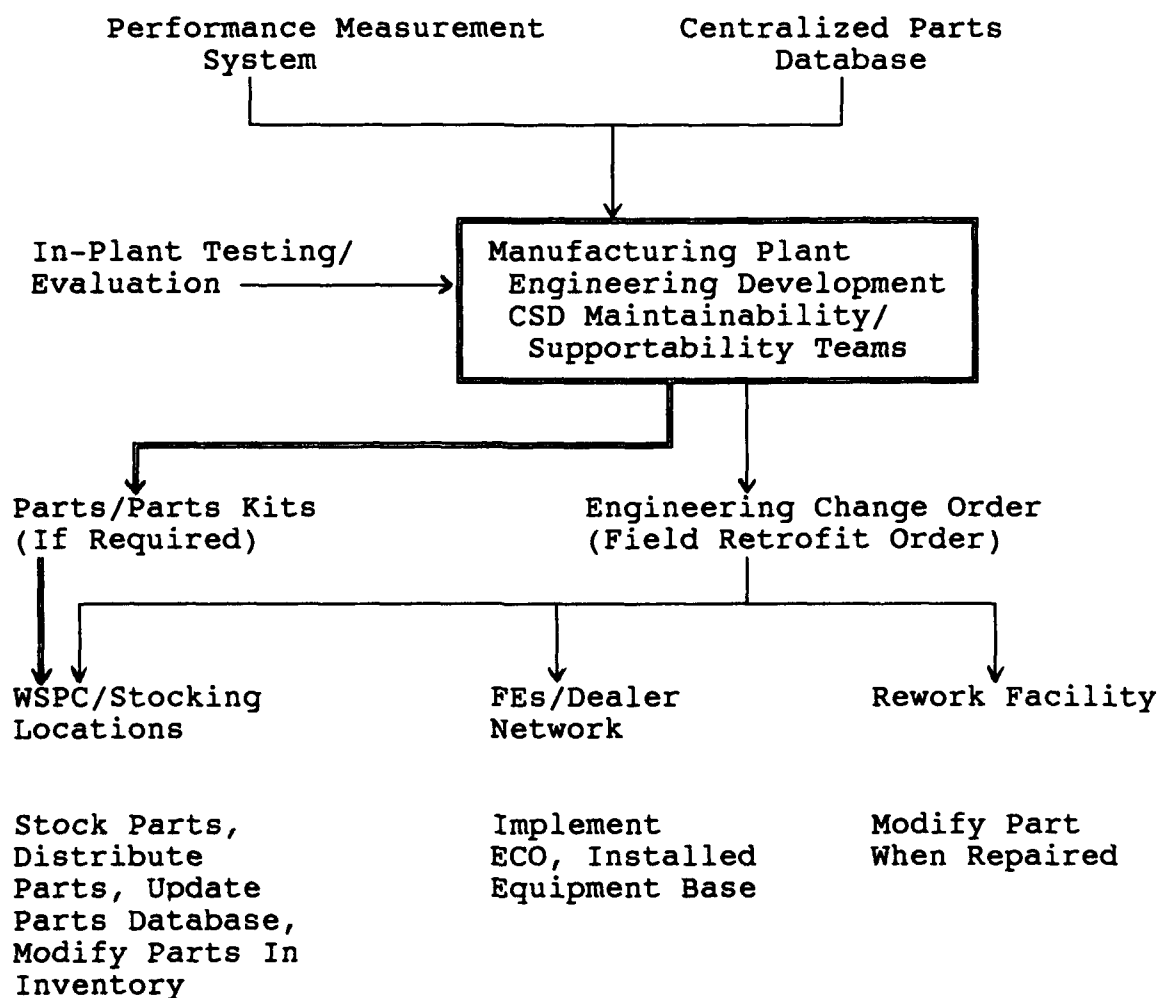 Performance Measurement
System
Centralized Parts
Database
In-Plant Testing/
Evaluation
Manufacturing Plant
Engineering Development
CSD Maintainability/
Supportability Teams
Parts/Parts Kits
(If Required)
Engineering Change Order
(Field Retrofit Order)
WSPC/Stocking
Locations
FEs/Dealer
Network
Rework Facility
Stock Parts,
Distribute
Parts, Update
Parts Database,
Modify Parts In
Inventory
Implement
ECO, Installed
Equipment Base
Modify Part
When Repaired